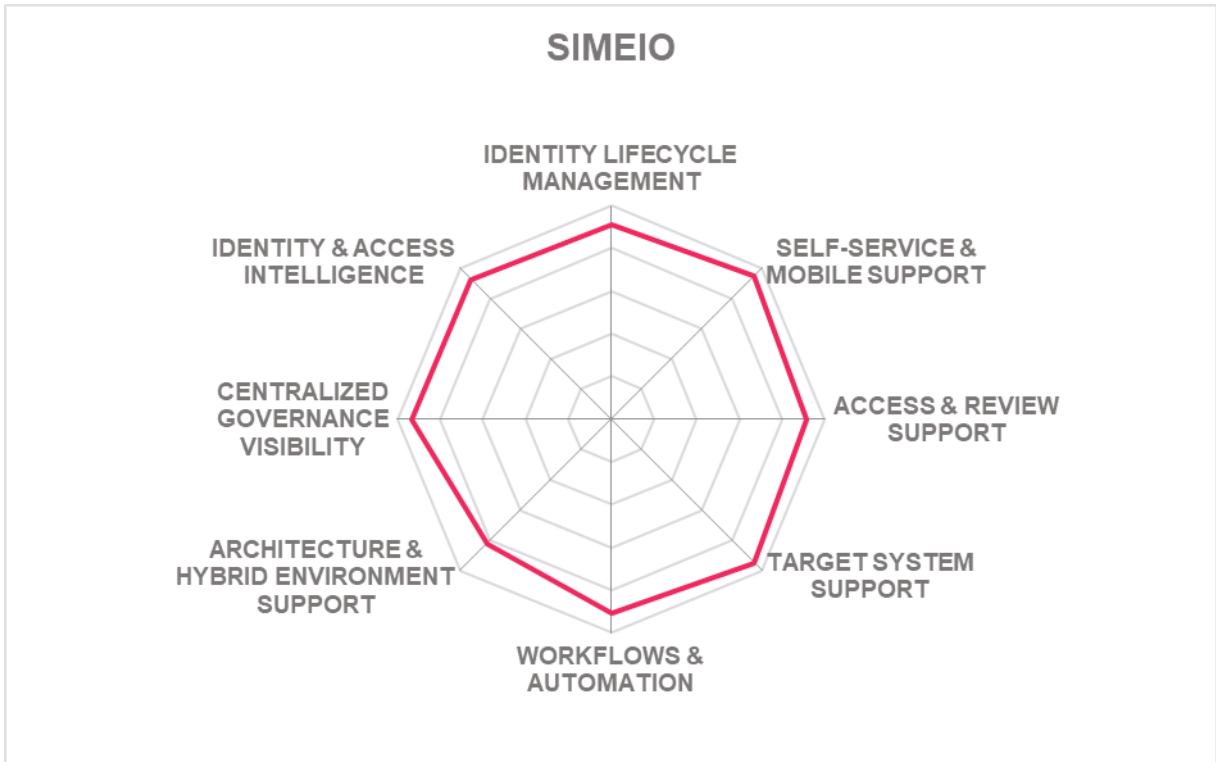 SIMEIO
IDENTITY LIFECYCLE
MANAGEMENT
SELF-SERVICE &
MOBILE SUPPORT
ACCESS & REVIEW
SUPPORT
TARGET SYSTEM
SUPPORT
WORKFLOWS &
AUTOMATION
ARCHITECTURE &
HYBRID ENVIRONMENT
SUPPORT
CENTRALIZED
GOVERNANCE
VISIBILITY
IDENTITY & ACCESS
INTELLIGENCE